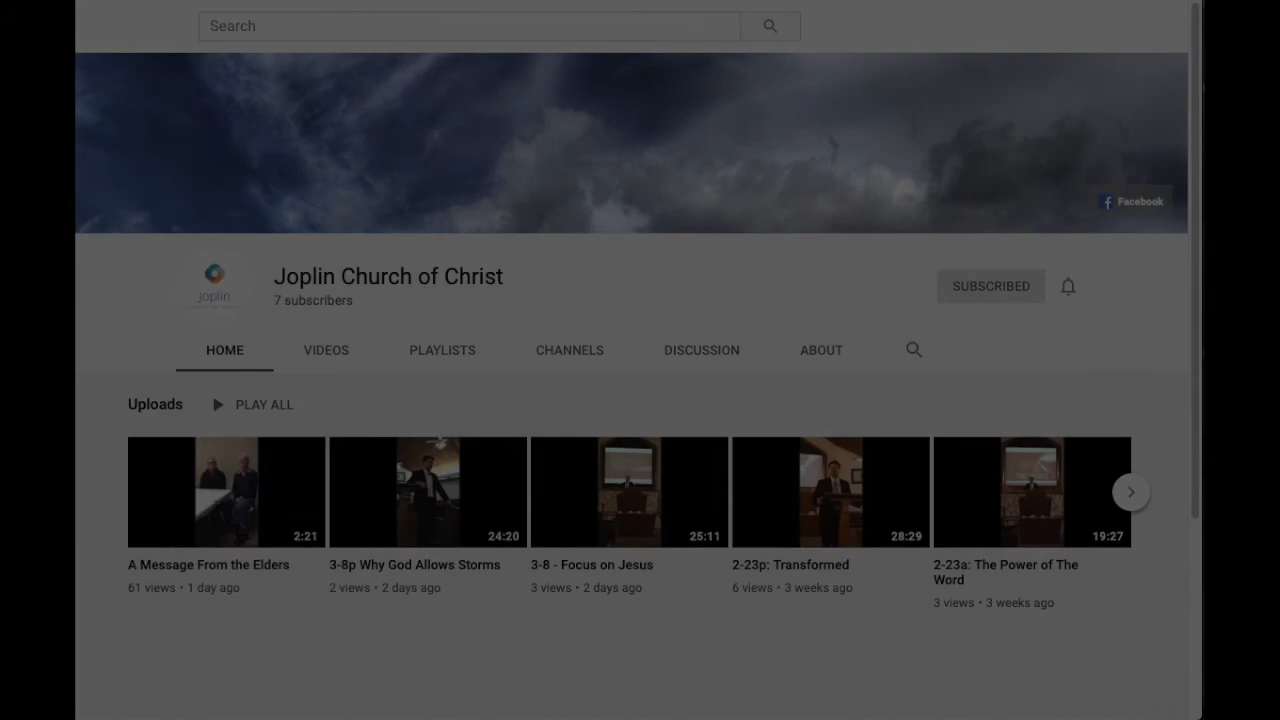 Search
Facebook
joplin
Joplin Church of Christ
7 subscribers
SUBSCRIBED
HOME VIDEOS PLAYLISTS CHANNELS DISCUSSION ABOUT
Uploads PLAY ALL
2:21 24:20 25:11 28:29 19:27
A Message From the Elders
61 views • 1 day ago
3-8p Why God Allows Storms
2 views • 2 days ago
3-8 - Focus on Jesus
3 views • 2 days ago
2-23p: Transformed
6 views • 3 weeks ago
2-23a: The Power of The
Word
3 views • 3 weeks ago